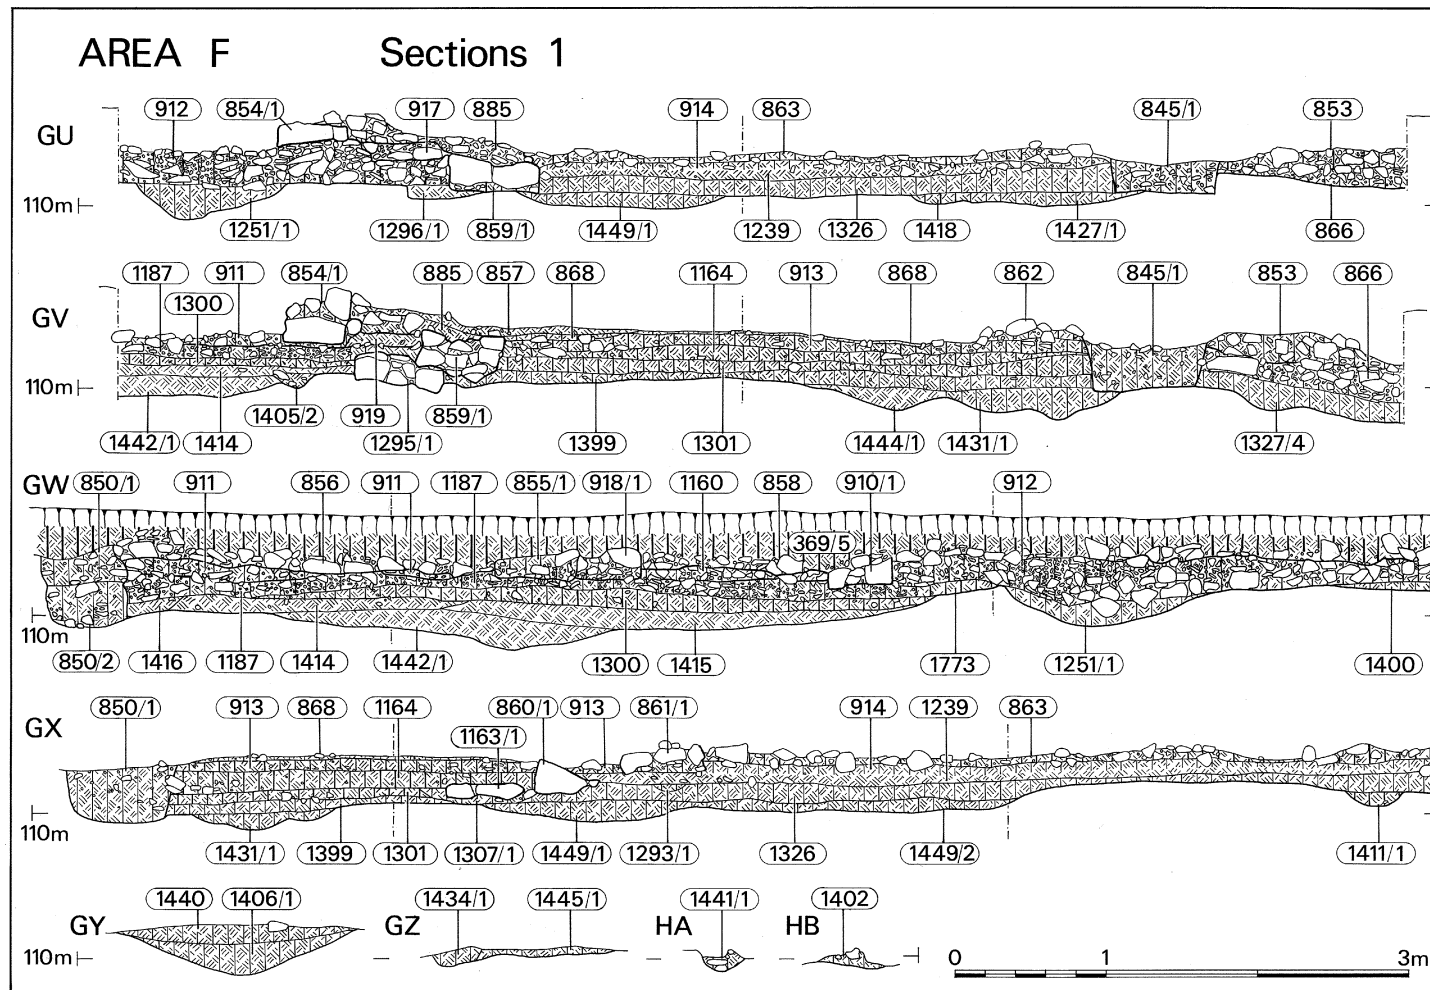 AREA F Sections 1
912 854/1 917 885 914 863 845/1 853
GU
110m
1251/1 1296/1 859/1 1449/1 1239 1326 1418 1427/1 866
1187 911 854/1 885 857 868 1164 913 868 862 845/1 853 866
1300
GV
110m
1405/2 919 859/1
1442/1 1414 1295/1 1399 1301 1444/1 1431/1 1327/4
GW 850/1 911 856 911 1187 855/1 918/1 1160 858 910/1 912
369/5
110m
850/2 1416 1187 1414 1442/1 1300 1415 1773 1251/1 1400
850/1 913 868 1164 860/1 913 861/1 914 1239 863
GX
1163/1
110m
1431/1 1399 1301 1307/1 1449/1 1293/1 1326 1449/2 1411/1
1440 1406/1 1434/1 1445/1 1441/1 1402
GY GZ HA HB
110m
0 1 3m